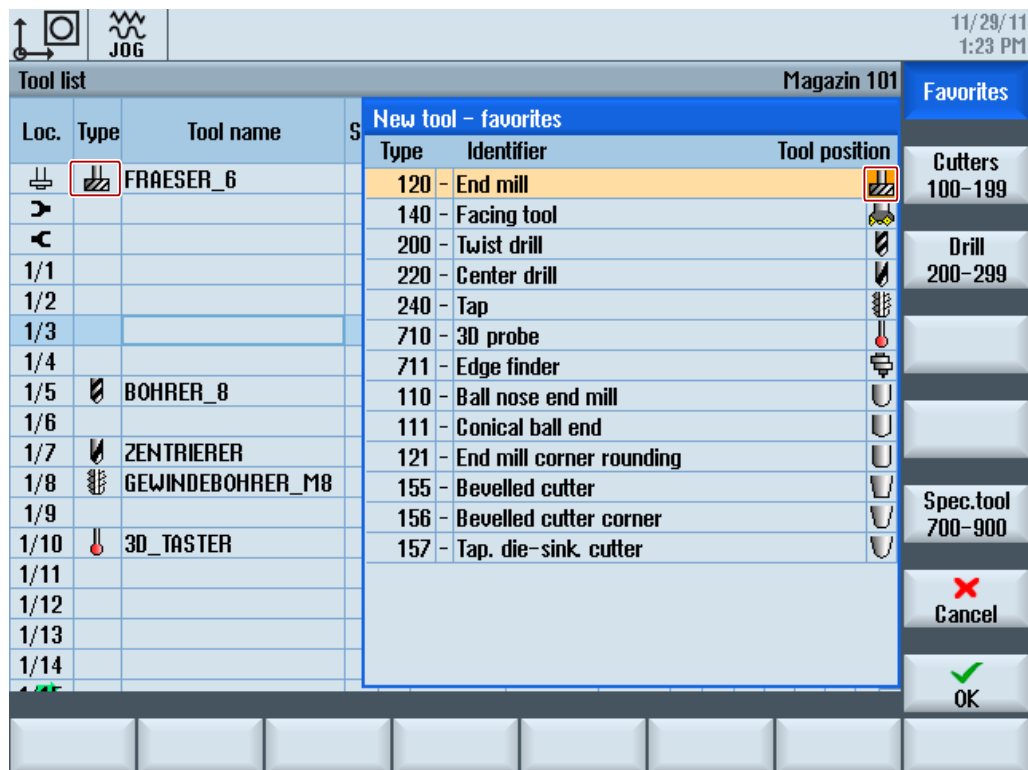 11/29/11
JOG 1:23 PM
Tool list Magazin 101
Loc. Type Tool name S
FRAESER_6
1/1
1/2
1/3
1/4
1/5 BOHRER_8
1/6
1/7 ZENTRIERER
1/8 GEWINDEBOHRER_M8
1/9
1/10 3D_TASTER
1/11
1/12
1/13
1/14
New tool - favorites
Type Identifier Tool position
120 - End mill
140 - Facing tool
200 - Twist drill
220 - Center drill
240 - Tap
710 - 3D probe
711 - Edge finder
110 - Ball nose end mill
111 - Conical ball end
121 - End mill corner rounding
155 - Bevelled cutter
156 - Bevelled cutter corner
157 - Tap. die-sink. cutter
Favorites
Cutters
100-199
Drill
200-299
Spec.tool
700-900
Cancel
OK